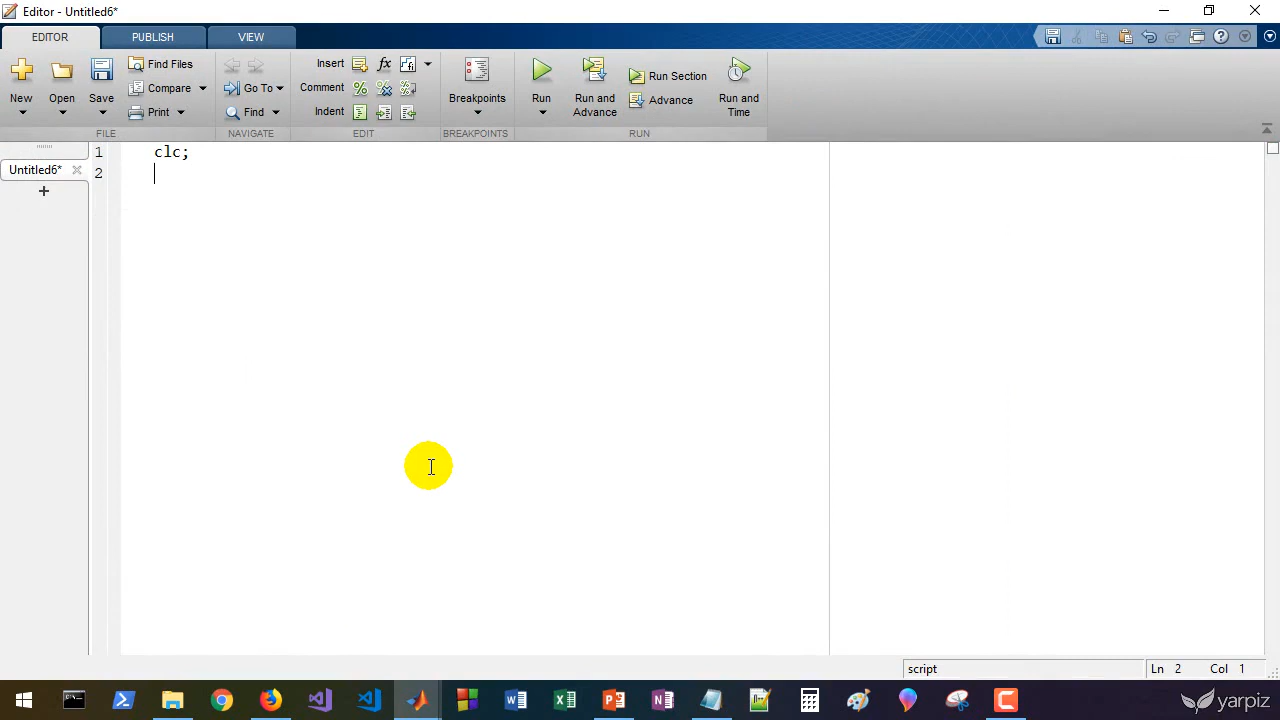 Editor - Untitled6*
EDITOR PUBLISH VIEW
New
Open
Save
Find Files
Compare
Print
FILE
Go To
Find
NAVIGATE
Insert fx
Comment
Indent
EDIT
Breakpoints
BREAKPOINTS
Run
Run and
Advance
Run Section
Advance
Run and
Time
RUN
Untitled6*
1 clc;
2
script
Ln 2 Col 1
yarpiz